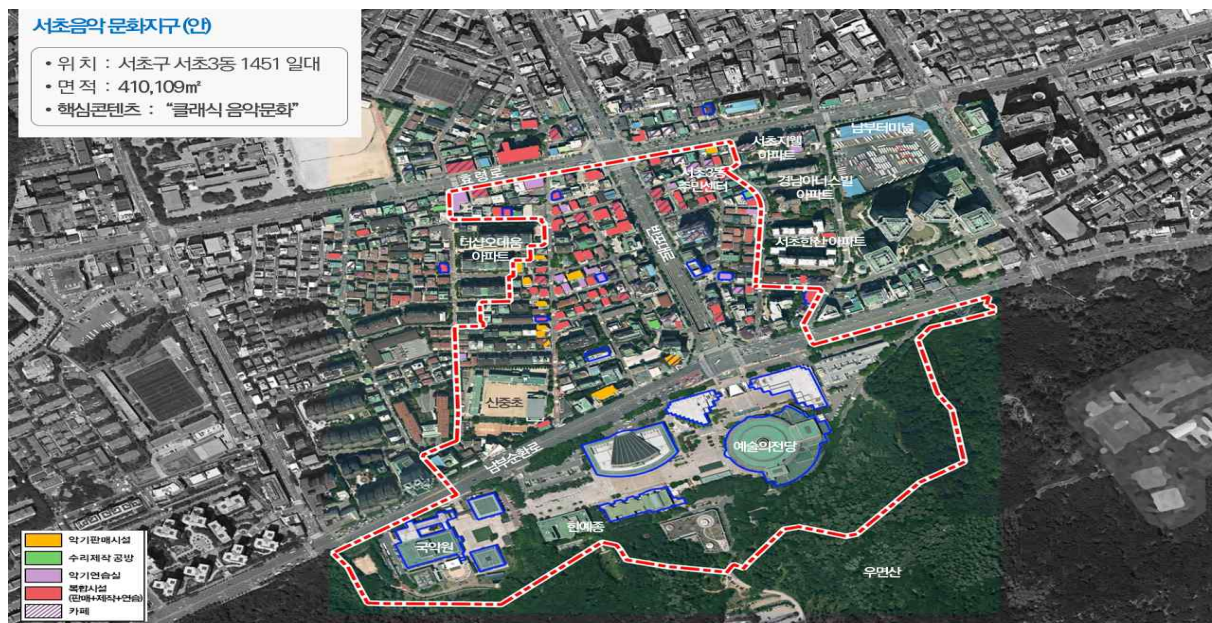 서초음악 문화지구(안)
• 위 치 : 서초구 서초3동 1451 일대
• 면 적 : 410,109㎡
• 핵심콘텐츠 : “클래식 음악문화”
남부터미널
서초지웰
아파트
효령로
서초3동
주민센터
경남아너스빌
아파트
반포대로
더신오데움
아파트
서초한산 아파트
신중초
예술의전당
남부순환로
한예종
국악원
우면산
악기판매시설
수리제작 공방
악기연습실
복합시설
(판매+제작+연습)
카페